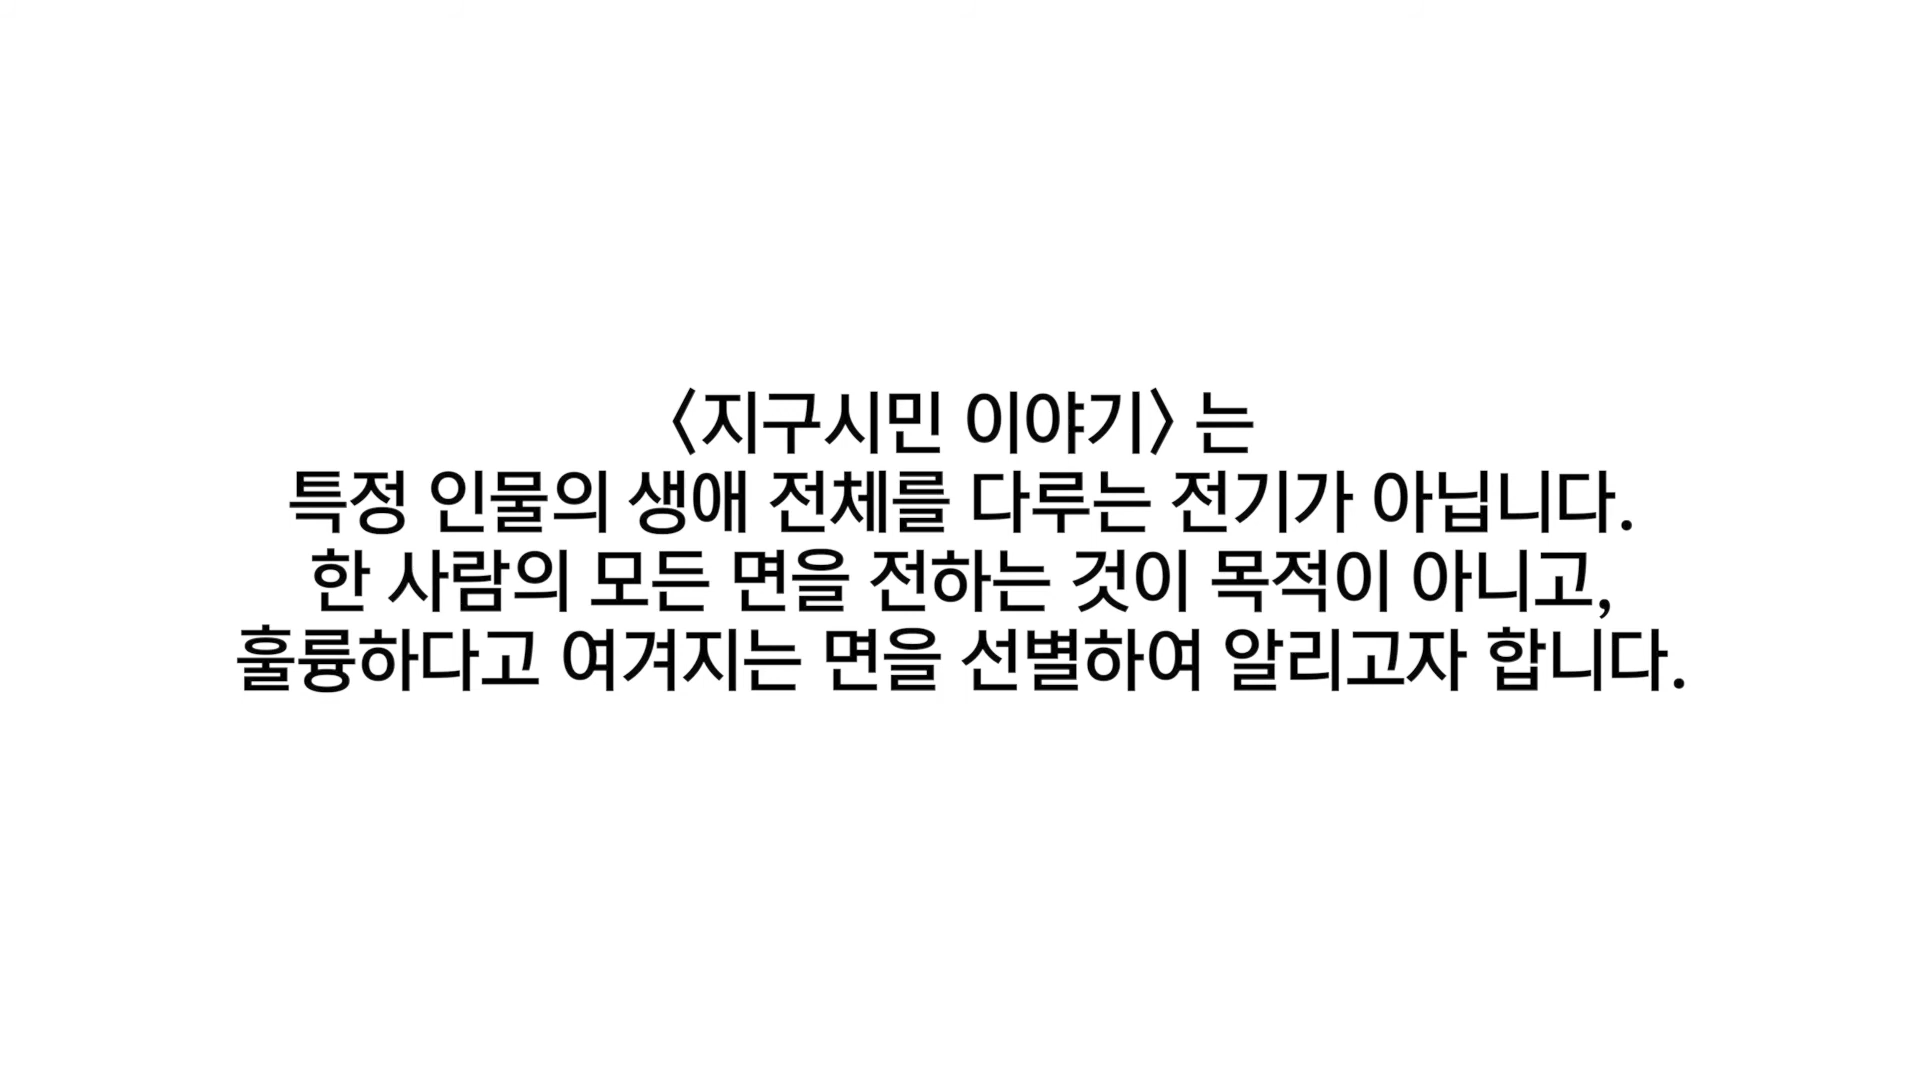 〈지구시민 이야기〉 는
특정 인물의 생애 전체를 다루는 전기가 아닙니다.
한 사람의 모든 면을 전하는 것이 목적이 아니고,
훌륭하다고 여겨지는 면을 선별하여 알리고자 합니다.